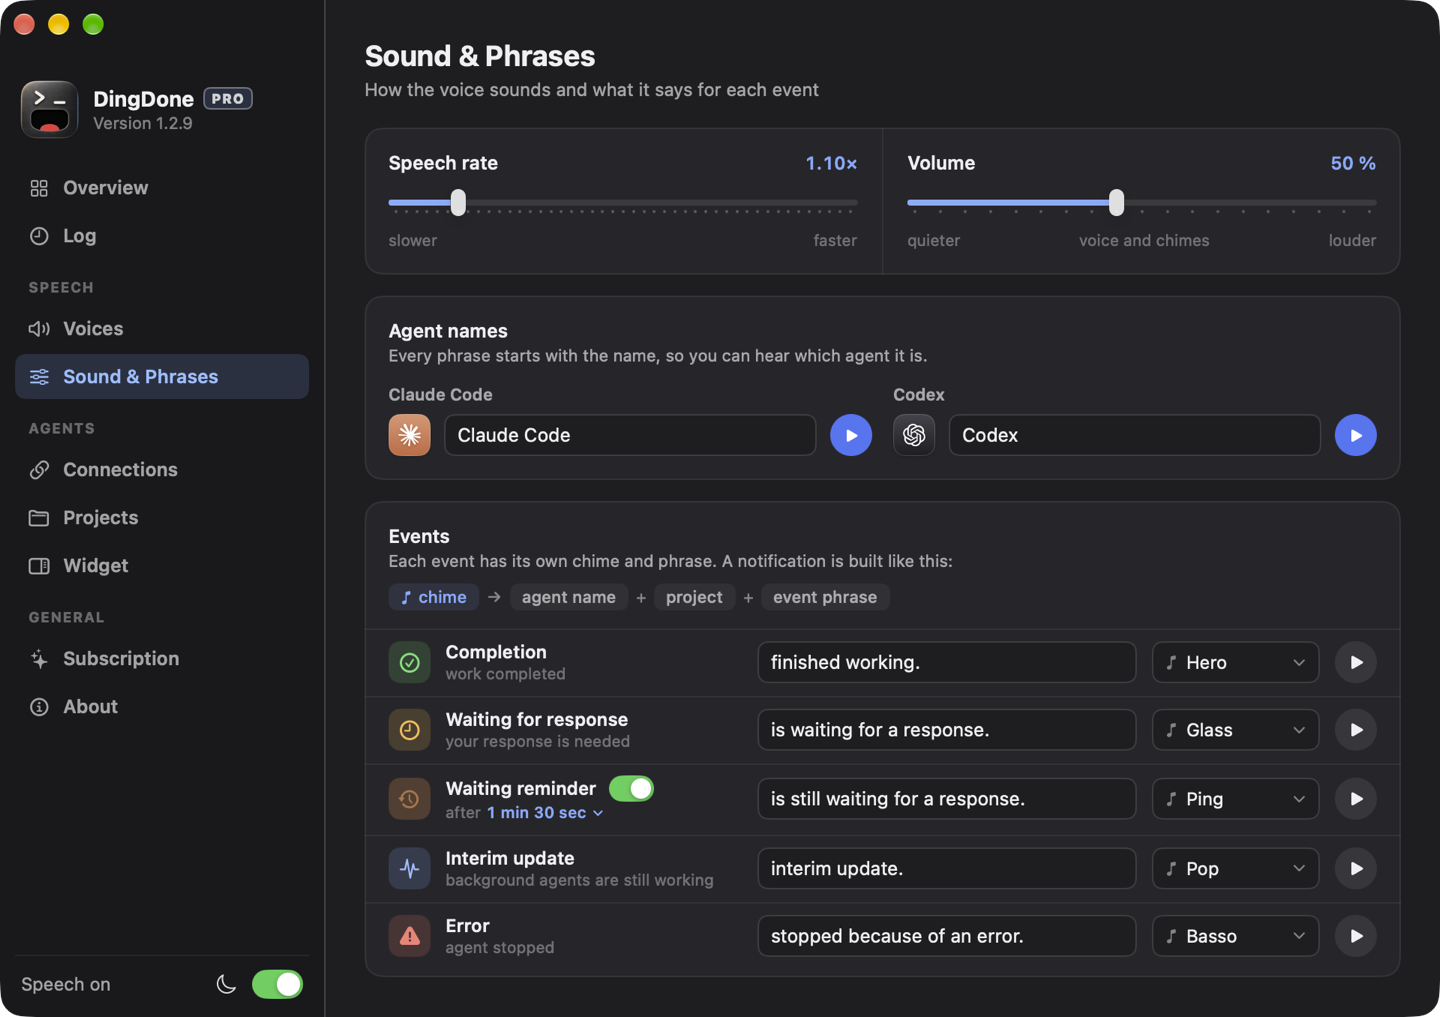 DingDone PRO
Version 1.2.9
Overview
Log
SPEECH
Voices
Sound & Phrases
AGENTS
Connections
Projects
Widget
GENERAL
Subscription
About
Speech on
Sound & Phrases
How the voice sounds and what it says for each event
Speech rate 1.10×
slower faster
Volume 50 %
quieter voice and chimes louder
Agent names
Every phrase starts with the name, so you can hear which agent it is.
Claude Code Codex
Claude Code Codex
Events
Each event has its own chime and phrase. A notification is built like this:
♪ chime → agent name + project + event phrase
Completion
work completed
finished working. ♪ Hero
Waiting for response
your response is needed
is waiting for a response. ♪ Glass
Waiting reminder
after 1 min 30 sec
is still waiting for a response. ♪ Ping
Interim update
background agents are still working
interim update. ♪ Pop
Error
agent stopped
stopped because of an error. ♪ Basso